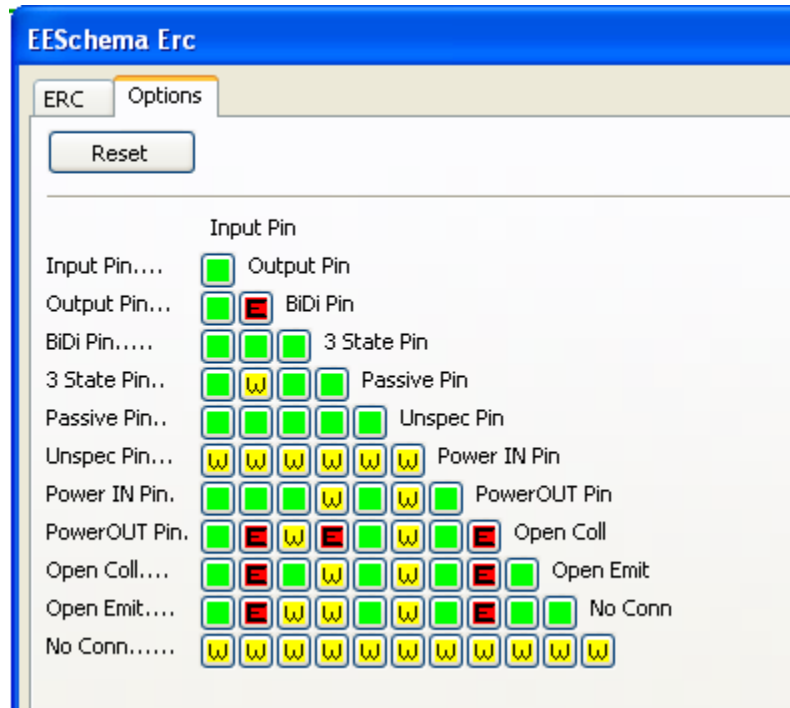 EESchema Erc
ERC Options
Reset
Input Pin
Input Pin.... Output Pin
Output Pin... E BiDi Pin
BiDi Pin..... 3 State Pin
3 State Pin.. W Passive Pin
Passive Pin.. Unspec Pin
Unspec Pin... W W W W W W Power IN Pin
Power IN Pin. W W PowerOUT Pin
PowerOUT Pin. E W E W E Open Coll
Open Coll.... E W W E Open Emit
Open Emit.... E W W W E No Conn
No Conn...... W W W W W W W W W W W